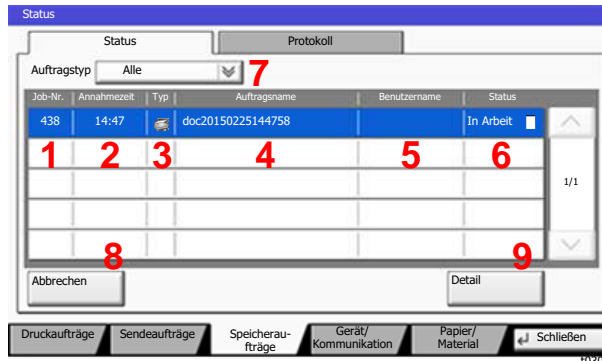 Status
Status
Protokoll
Auftragstyp
Alle
7
Job-Nr.
Annahmezeit
Typ
Auftragsname
Benutzername
Status
438
14:47
doc20150225144758
In Arbeit
1
2
3
4
5
6
1/1
8
9
Abbrechen
Detail
Druckaufträge
Sendeaufträge
Speicherau-
fträge
Gerät/
Kommunikation
Papier/
Material
Schließen